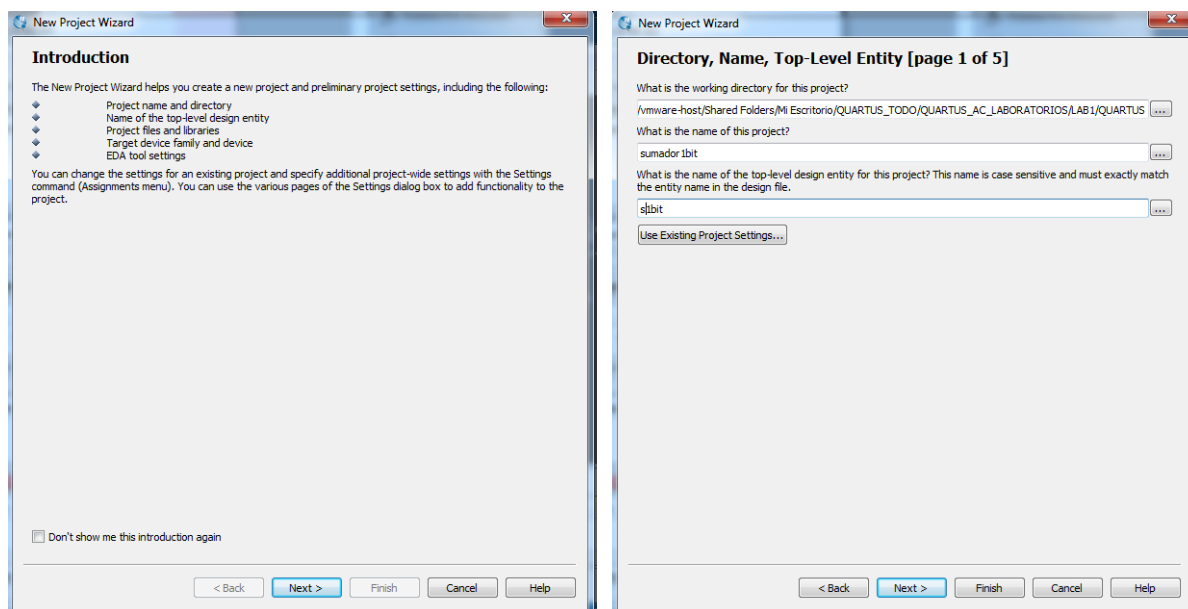 New Project Wizard
Introduction
The New Project Wizard helps you create a new project and preliminary project settings, including the following:
Project name and directory
Name of the top-level design entity
Project files and libraries
Target device family and device
EDA tool settings
You can change the settings for an existing project and specify additional project-wide settings with the Settings
command (Assignments menu). You can use the various pages of the Settings dialog box to add functionality to the
project.
Don't show me this introduction again
< Back
Next >
Finish
Cancel
Help
New Project Wizard
Directory, Name, Top-Level Entity [page 1 of 5]
What is the working directory for this project?
/vmware-host/Shared Folders/Mi Escritorio/QUARTUS_TODO/QUARTUS_AC_LABORATORIOS/LAB1/QUARTUS
...
What is the name of this project?
sumador1bit
...
What is the name of the top-level design entity for this project? This name is case sensitive and must exactly match
the entity name in the design file.
s1bit
...
Use Existing Project Settings...
< Back
Next >
Finish
Cancel
Help